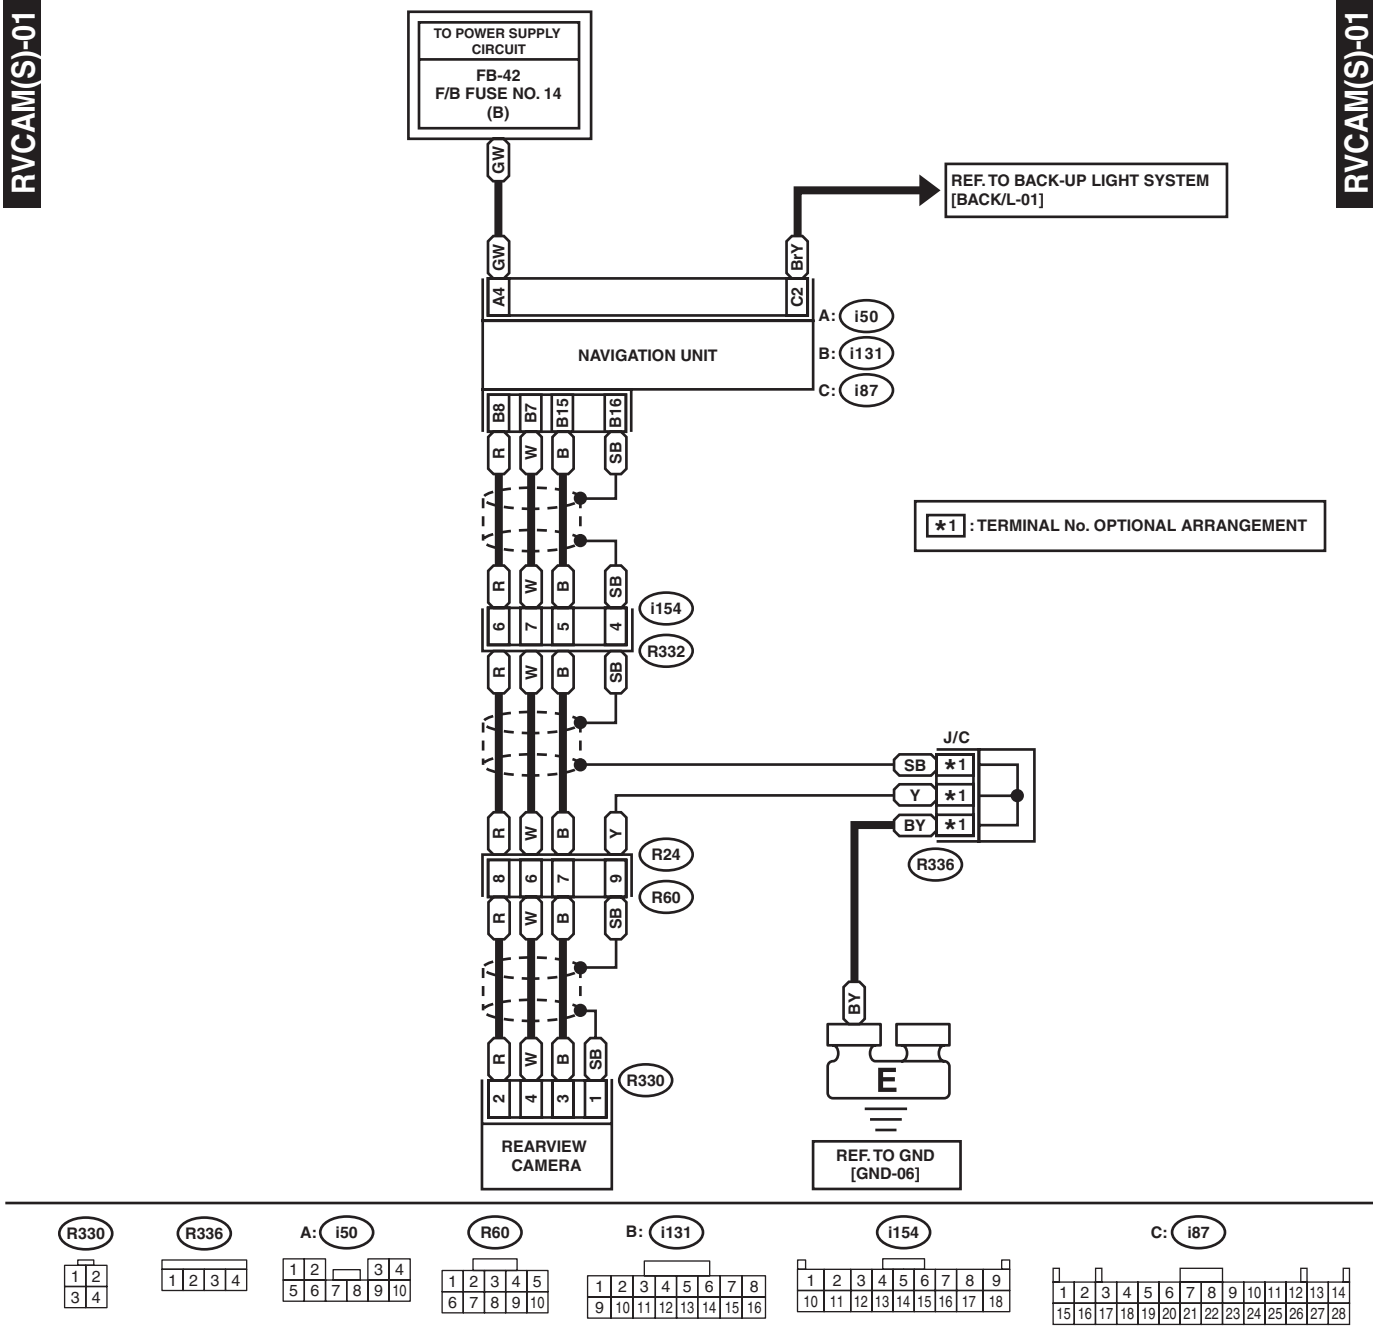 RVCAM(S)-01
RVCAM(S)-01
TO POWER SUPPLY
CIRCUIT
FB-42
F/B FUSE NO. 14
(B)
GW
REF. TO BACK-UP LIGHT SYSTEM
[BACK/L-01]
GW
BrY
A4
C2
A: i50
NAVIGATION UNIT
B: i131
C: i87
B8 B7 B15 B16
R W B SB
*1 : TERMINAL No. OPTIONAL ARRANGEMENT
R W B SB
i154
6 7 5 4
R332
R W B SB
J/C
SB *1
Y *1
BY *1
R W B Y
R24
R336
8 6 7 9
R60
R W B SB
BY
R W B SB
R330
E
2 4 3 1
REARVIEW
CAMERA
REF. TO GND
[GND-06]
R330
1 2
3 4
R336
1 2 3 4
A: i50
1 2 3 4
5 6 7 8 9 10
R60
1 2 3 4 5
6 7 8 9 10
B: i131
1 2 3 4 5 6 7 8
9 10 11 12 13 14 15 16
i154
1 2 3 4 5 6 7 8 9
10 11 12 13 14 15 16 17 18
C: i87
1 2 3 4 5 6 7 8 9 10 11 12 13 14
15 16 17 18 19 20 21 22 23 24 25 26 27 28